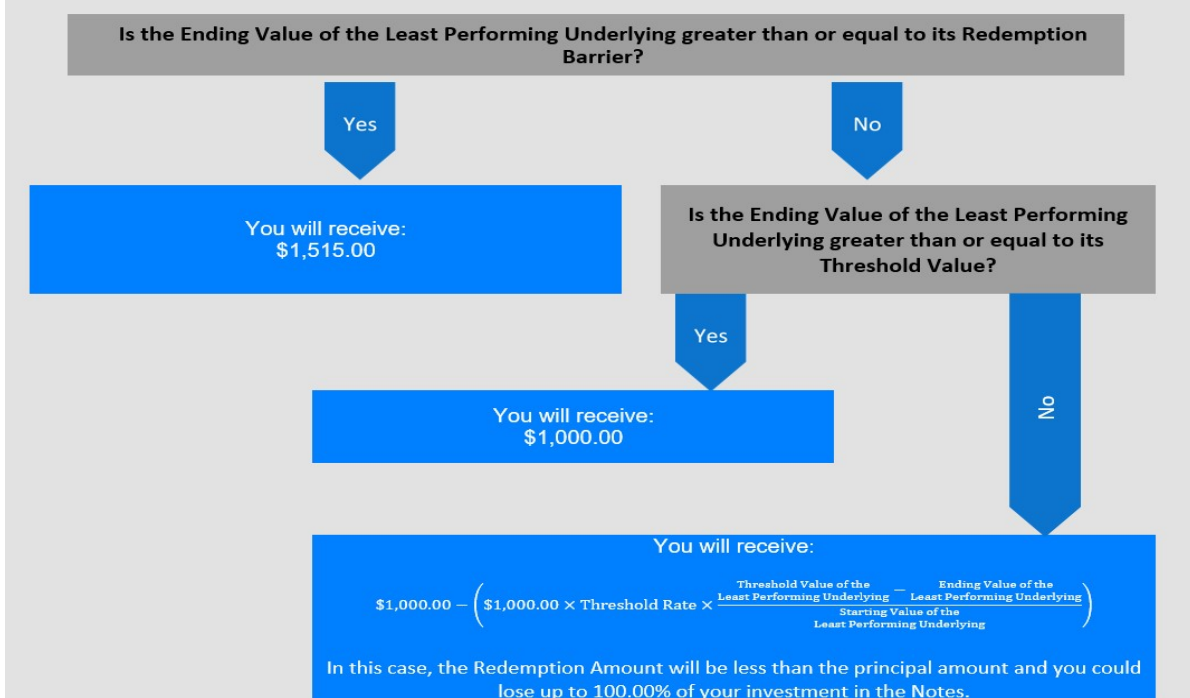 Is the Ending Value of the Least Performing Underlying greater than or equal to its Redemption
Barrier?
Yes
No
You will receive:
$1,515.00
Is the Ending Value of the Least Performing
Underlying greater than or equal to its
Threshold Value?
Yes
No
You will receive:
$1,000.00
You will receive:
$1,000.00 − ($1,000.00 × Threshold Rate × (Threshold Value of the Least Performing Underlying − Ending Value of the Least Performing Underlying) / Starting Value of the Least Performing Underlying)
In this case, the Redemption Amount will be less than the principal amount and you could
lose up to 100.00% of your investment in the Notes.